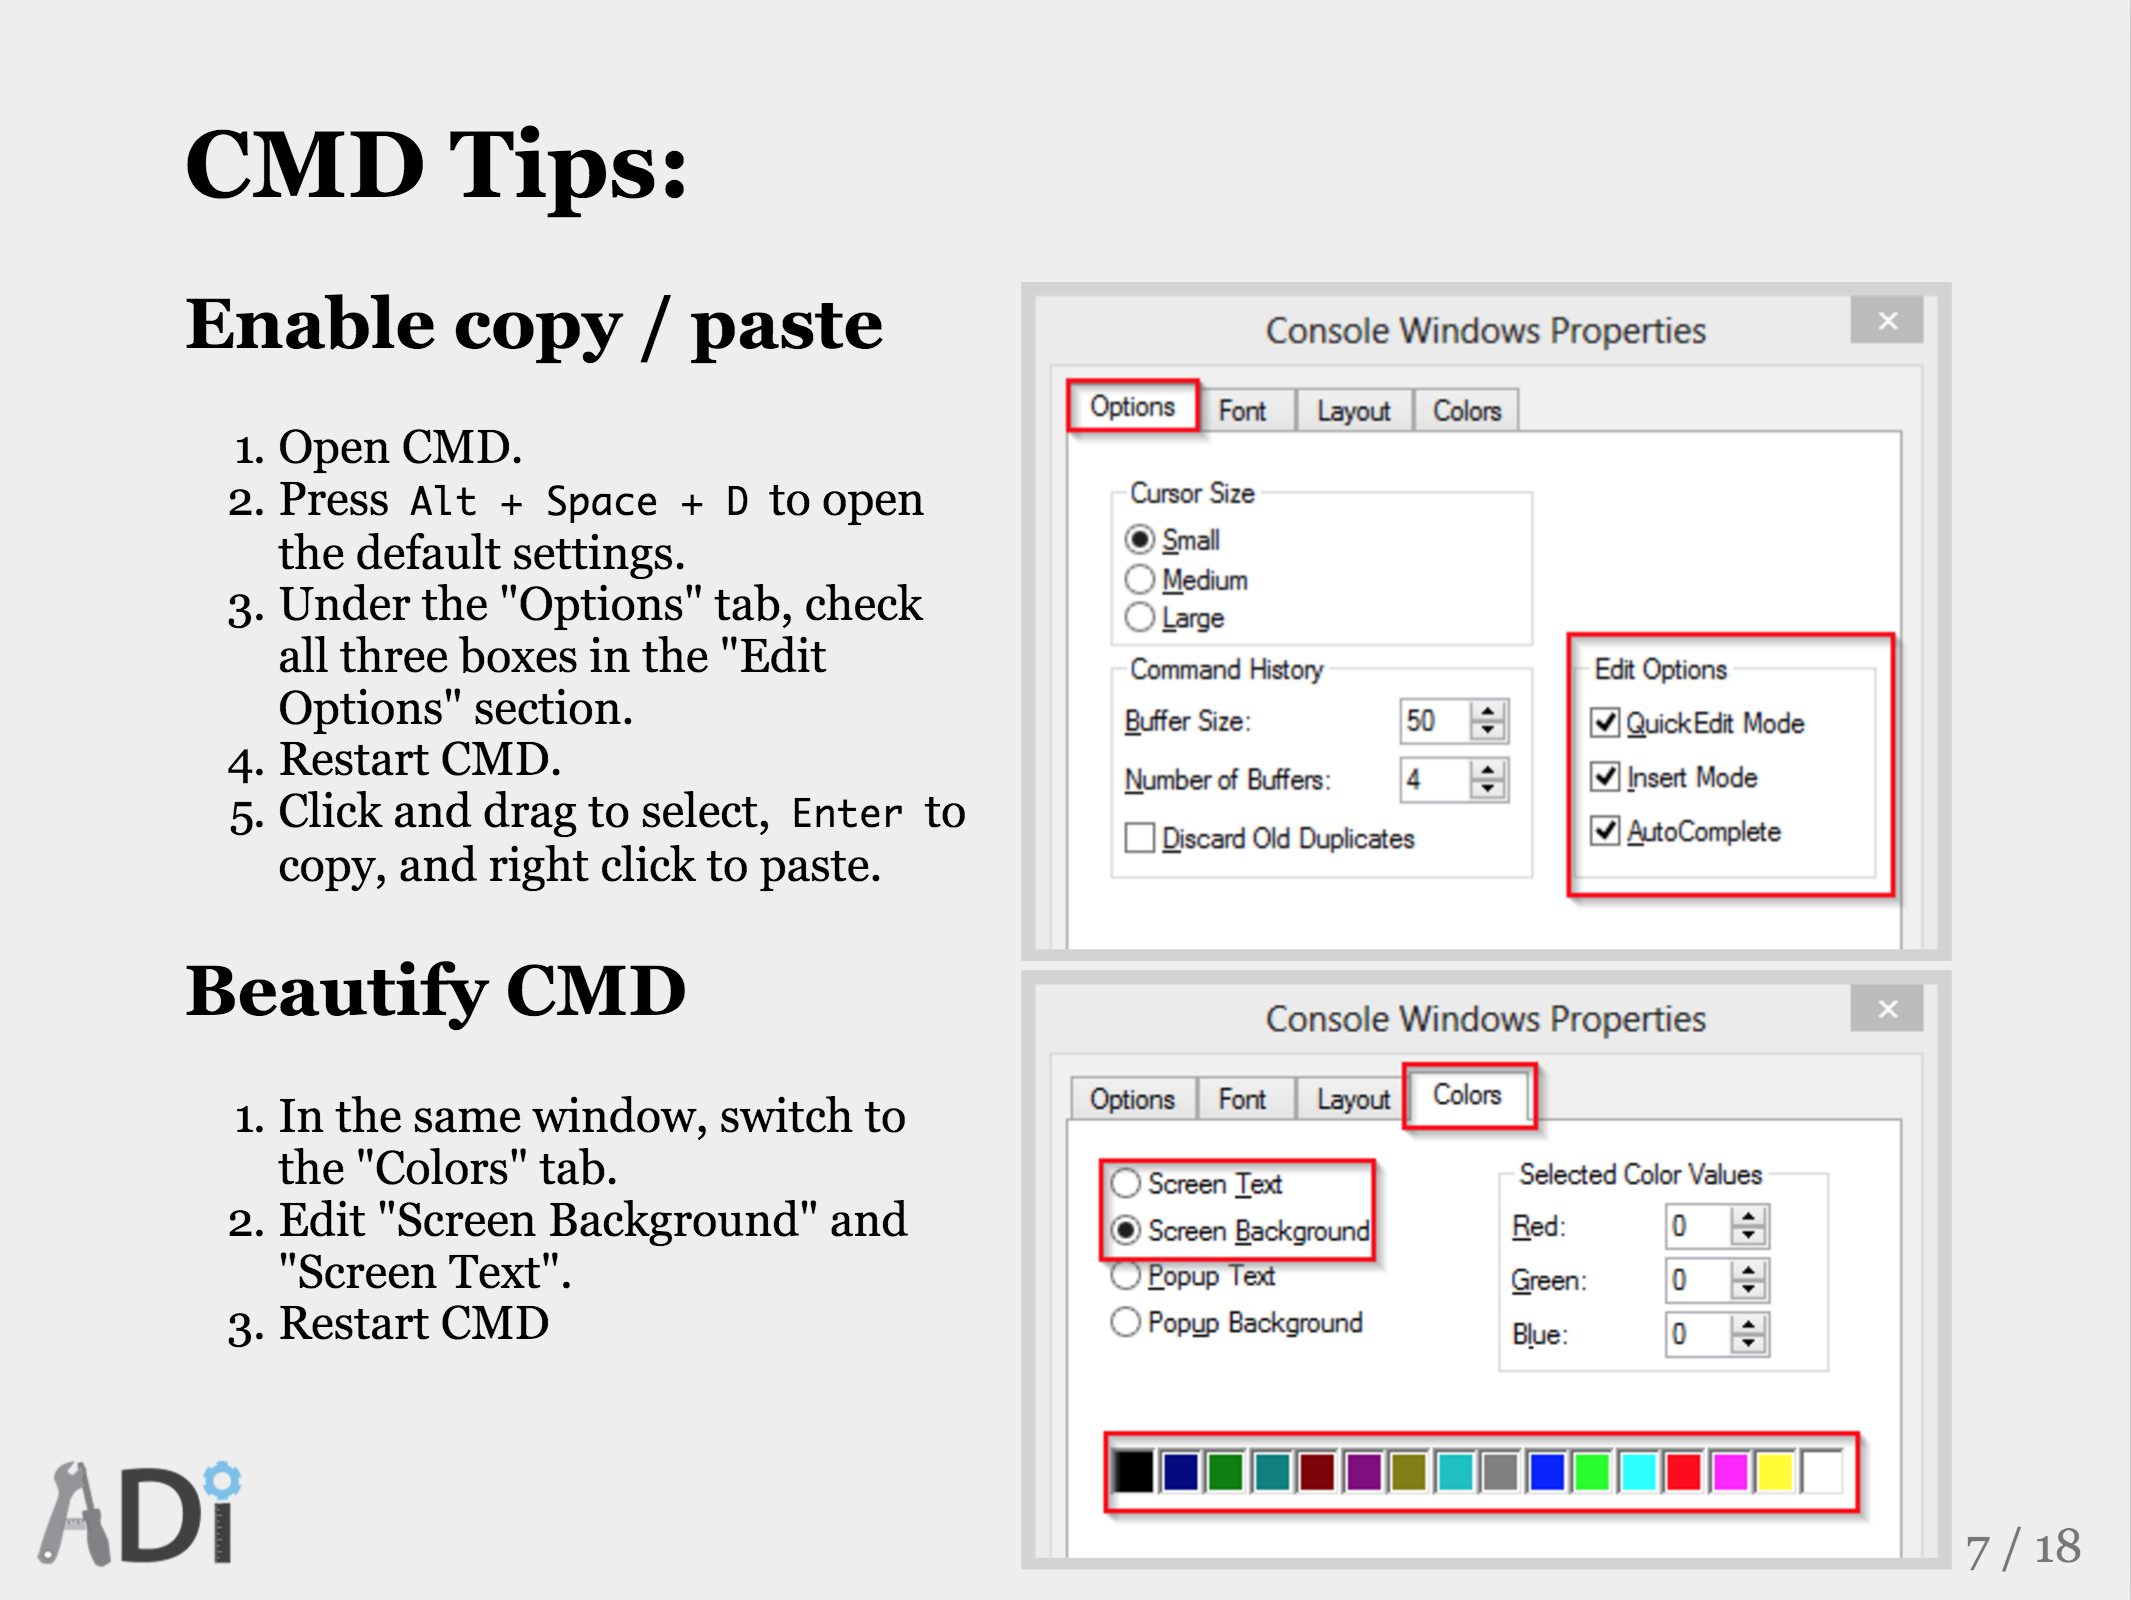 CMD Tips:
Enable copy / paste
1. Open CMD.
2. Press Alt + Space + D to open
the default settings.
3. Under the "Options" tab, check
all three boxes in the "Edit
Options" section.
4. Restart CMD.
5. Click and drag to select, Enter to
copy, and right click to paste.
Beautify CMD
1. In the same window, switch to
the "Colors" tab.
2. Edit "Screen Background" and
"Screen Text".
3. Restart CMD
Console Windows Properties
Options Font Layout Colors
Cursor Size
Small
Medium
Large
Command History
Buffer Size: 50
Number of Buffers: 4
Discard Old Duplicates
Edit Options
QuickEdit Mode
Insert Mode
AutoComplete
Console Windows Properties
Options Font Layout Colors
Screen Text
Screen Background
Popup Text
Popup Background
Selected Color Values
Red: 0
Green: 0
Blue: 0
ADi
7 / 18